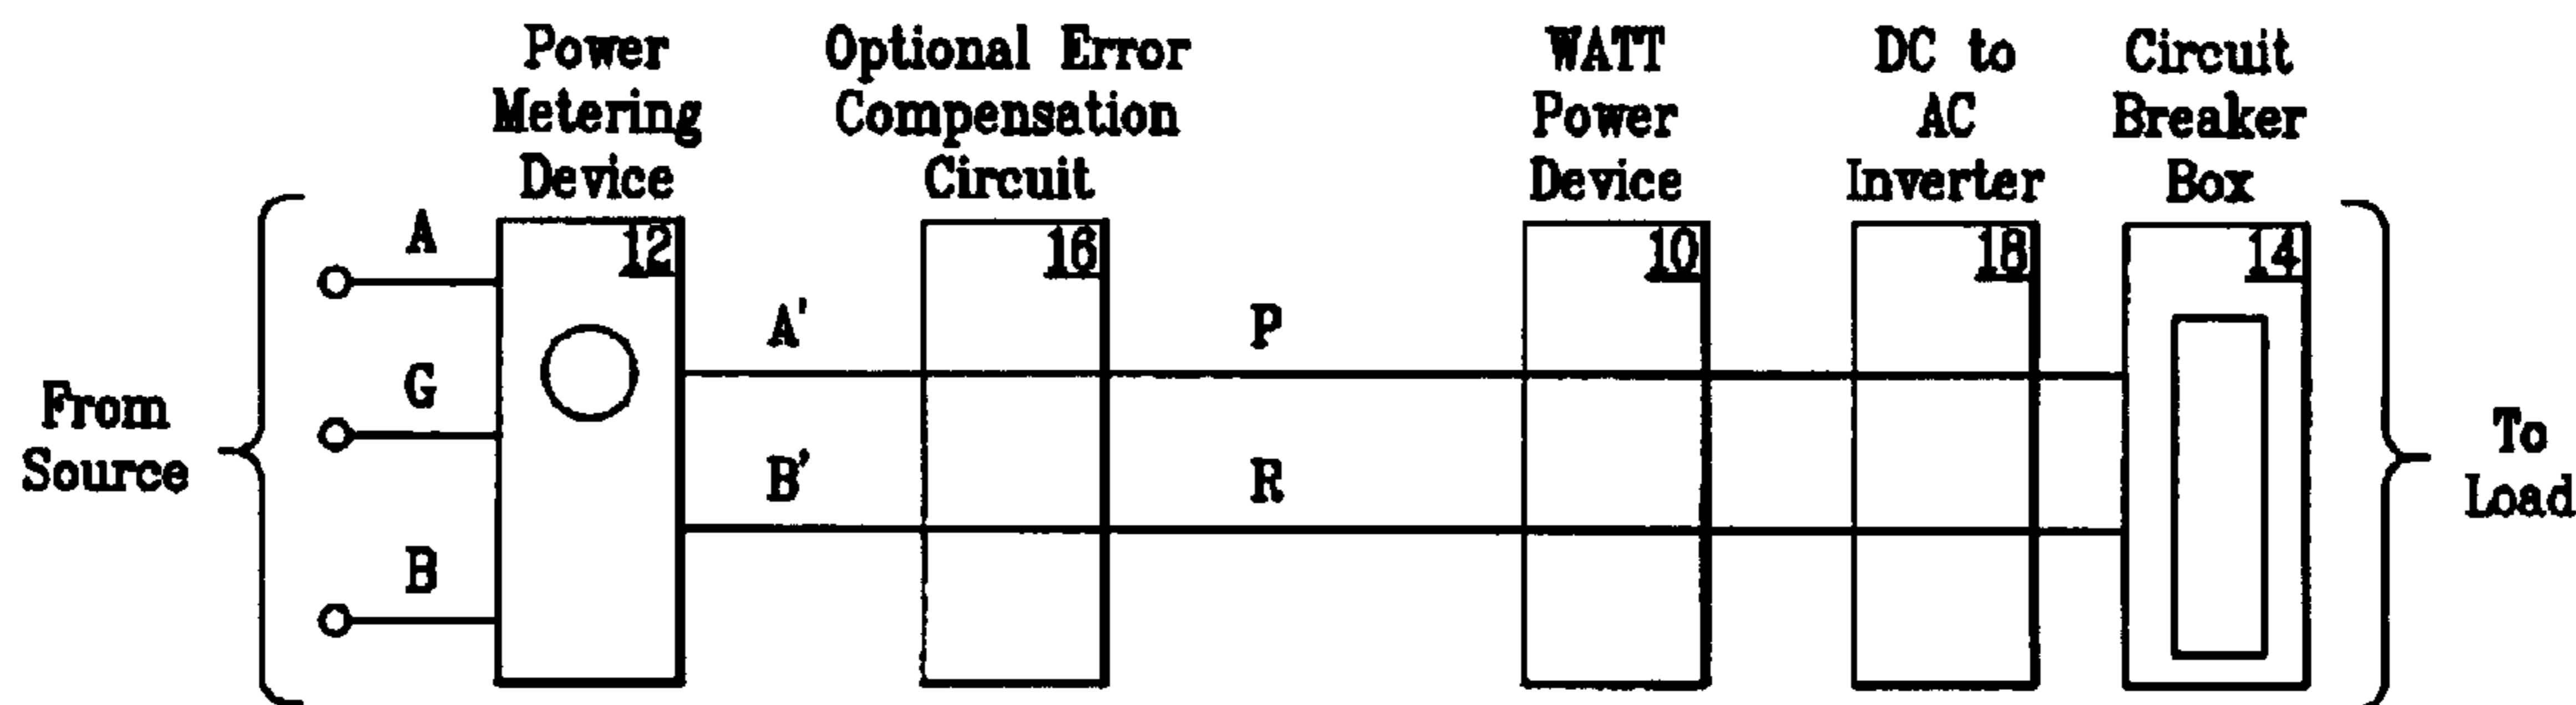 Power
Metering
Device
Optional Error
Compensation
Circuit
WATT
Power
Device
DC to
AC
Inverter
Circuit
Breaker
Box
12
16
10
18
14
A
G
B
A'
B'
P
R
From
Source
To
Load